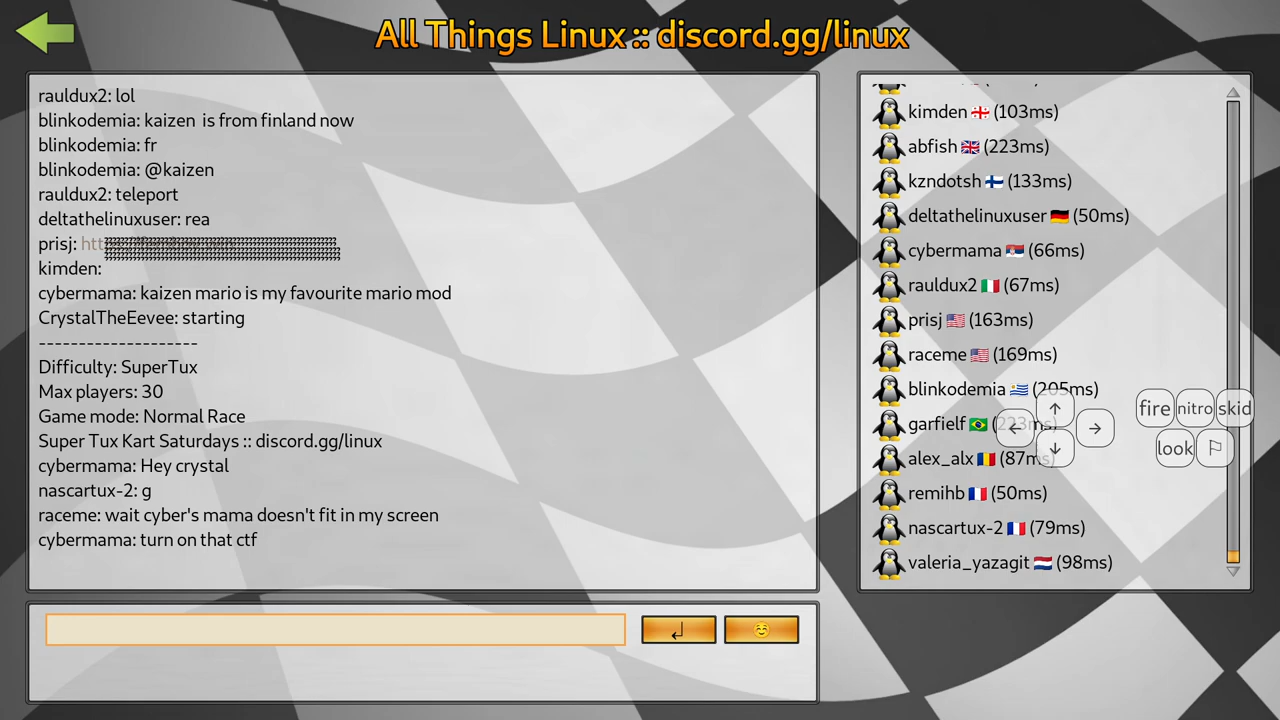 All Things Linux :: discord.gg/linux
rauldux2: lol
blinkodemia: kaizen is from finland now
blinkodemia: fr
blinkodemia: @kaizen
rauldux2: teleport
deltathelinuxuser: rea
prisj:
kimden:
cybermama: kaizen mario is my favourite mario mod
CrystalTheEevee: starting
--------------------
Difficulty: SuperTux
Max players: 30
Game mode: Normal Race
Super Tux Kart Saturdays :: discord.gg/linux
cybermama: Hey crystal
nascartux-2: g
raceme: wait cyber's mama doesn't fit in my screen
cybermama: turn on that ctf
kimden (103ms)
abfish (223ms)
kzndotsh (133ms)
deltathelinuxuser (50ms)
cybermama (66ms)
rauldux2 (67ms)
prisj (163ms)
raceme (169ms)
blinkodemia (205ms)
garfielf (223ms)
alex_alx (87ms)
remihb (50ms)
nascartux-2 (79ms)
valeria_yazagit (98ms)
↑
← →
↓
fire nitro skid
look